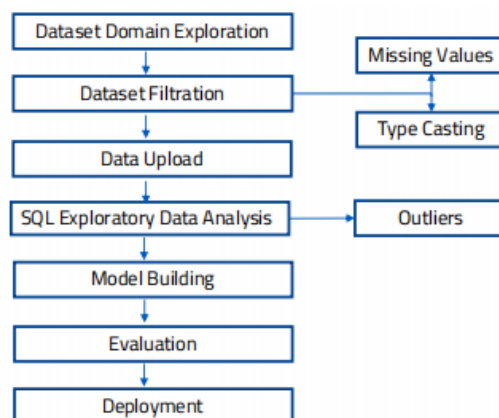 Dataset Domain Exploration
Missing Values
Dataset Filtration
Type Casting
Data Upload
SQL Exploratory Data Analysis
Outliers
Model Building
Evaluation
Deployment